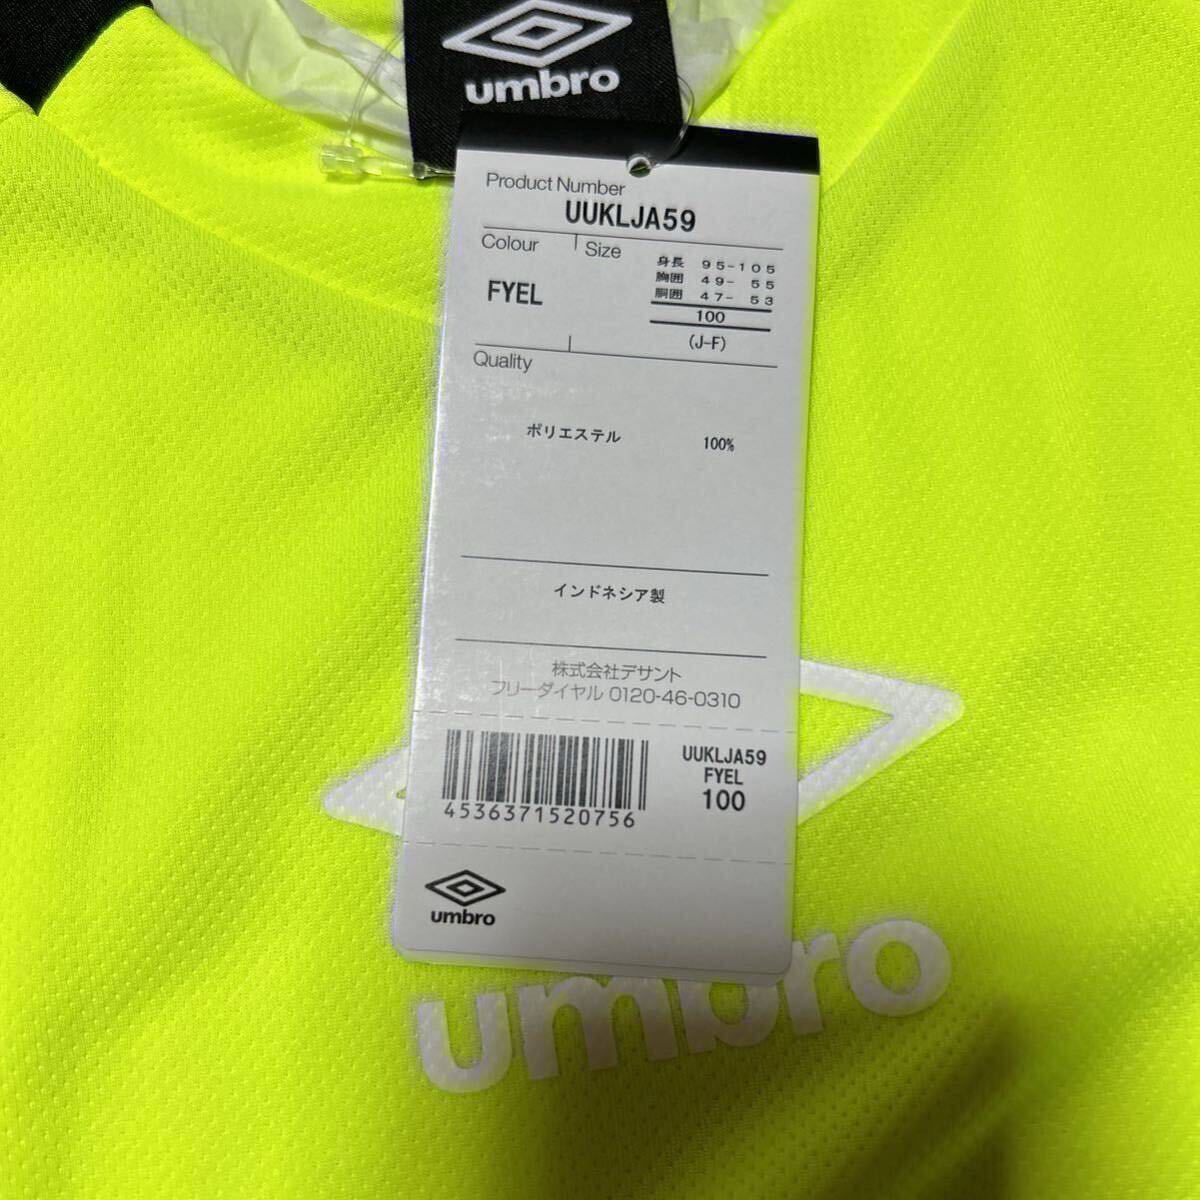 umbro
Product Number
UUKLJA59
Colour
Size
身長 95-105
胸囲 49- 55
胴囲 47- 53
FYEL
100
(J-F)
Quality
ポリエステル 100%
インドネシア製
株式会社デサント
フリーダイヤル 0120-46-0310
UUKLJA59
FYEL
100
4536371520756
umbro
umbro